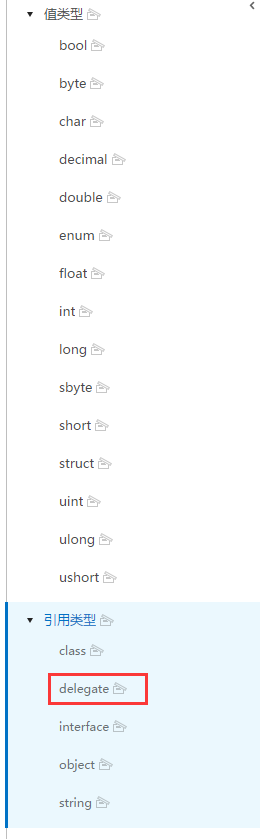 值类型
bool
byte
char
decimal
double
enum
float
int
long
sbyte
short
struct
uint
ulong
ushort
引用类型
class
delegate
interface
object
string